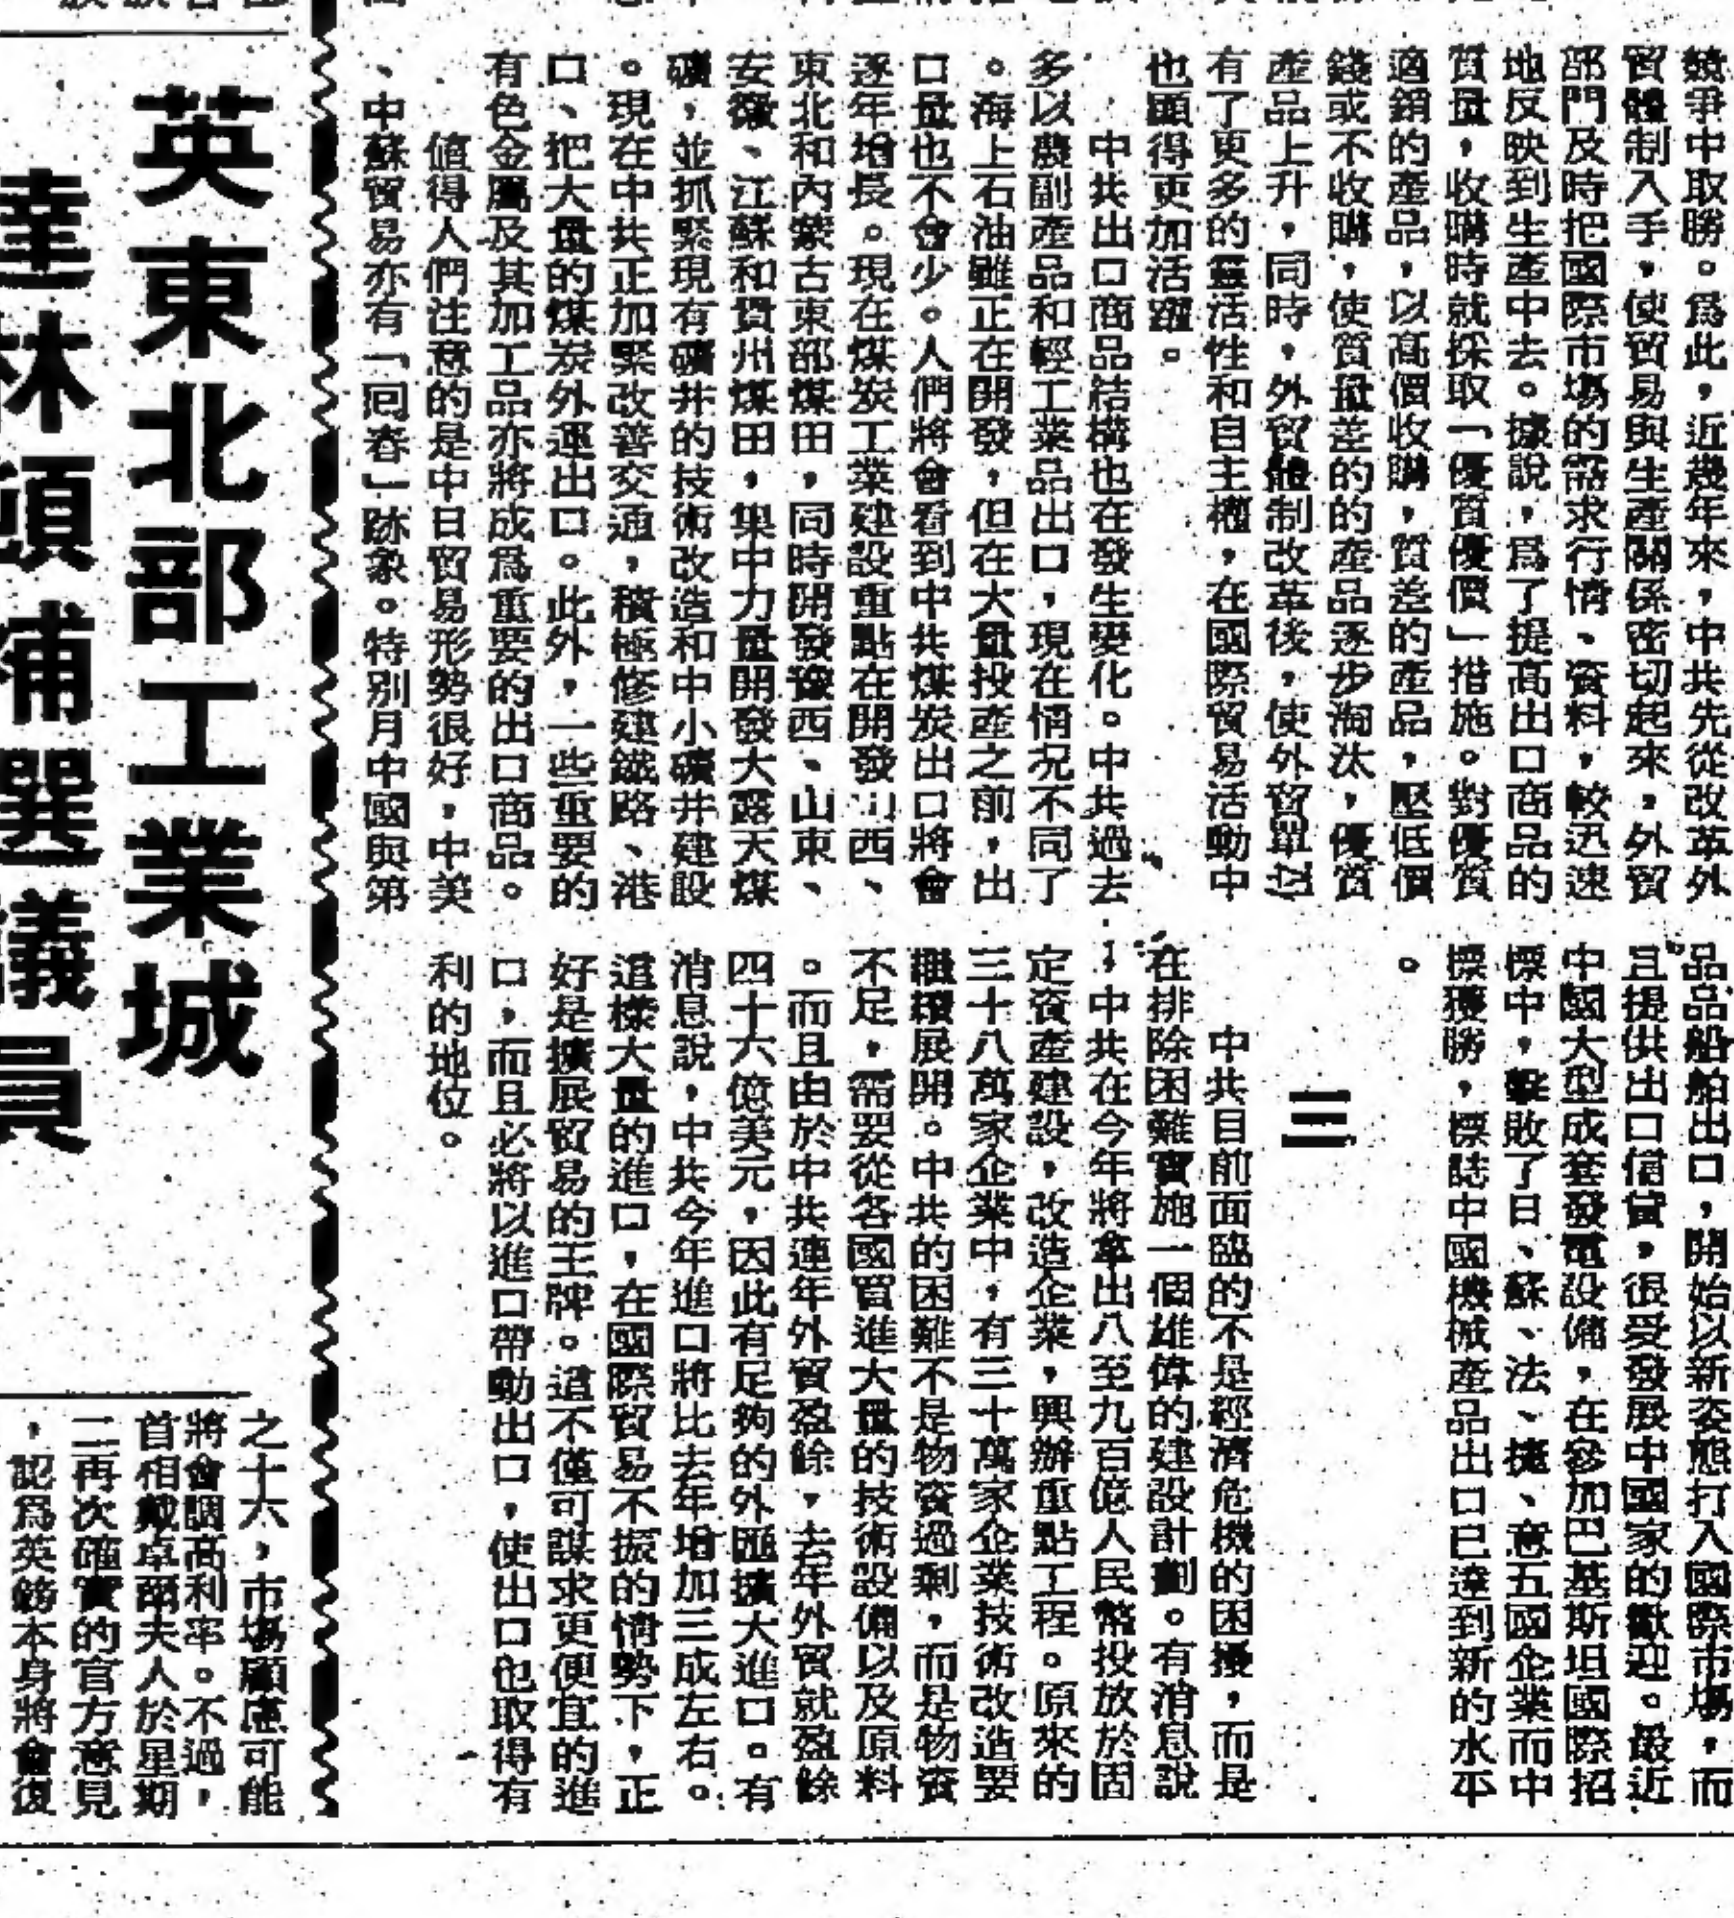 競爭中取勝。爲此，近幾年來，中共先從改革外
貿體制入手，使貿易與生產關係密切起來，外貿
部門及時把國際市場的需求行情、資料，較迅速
地反映到生產中去。據說，爲了提高出口商品的
質量，收購時就採取「優質優價」措施。對優質
適銷的產品，以高價收購，質差的產品，壓低價
錢或不收購，使質量差的的產品逐步淘汰，優質
產品上升，同時，外貿體制改革後，使外貿單位
有了更多的靈活性和自主權，在國際貿易活動中
也顯得更加活躍。
中共出口商品結構也在發生變化。中共過去
多以農副產品和輕工業品出口，現在情況不同了
。海上石油雖正在開發，但在大量投產之前，出
口量也不會少。人們將會看到中共煤炭出口將會
逐年增長。現在煤炭工業建設重點在開發山西、
東北和內蒙古東部煤田，同時開發豫西、山東、
安徽、江蘇和貴州煤田，集中力量開發大露天煤
礦，並抓緊現有礦井的技術改造和中小礦井建設
。現在中共正加緊改善交通，積極修建鐵路、港
口、把大量的煤炭外運出口。此外，一些重要的
有色金屬及其加工品亦將成爲重要的出口商品。
值得人們注意的是中日貿易形勢很好，中美
、中蘇貿易亦有「回春」跡象。特別月中國與第
品品船舶出口，開始以新姿態打入國際市場，而
且提供出口信貸，很受發展中國家的歡迎。最近
中國大型成套發電設備，在參加巴基斯坦國際招
標中，擊敗了日、蘇、法、捷、意五國企業而中
標獲勝，標誌中國機械產品出口已達到新的水平
。
三
中共目前面臨的不是經濟危機的困擾，而是
在排除困難實施一個雄偉的建設計劃。有消息說
，中共在今年將拿出八至九百億人民幣投放於固
定資產建設，改造企業，興辦重點工程。原來的
三十八萬家企業中，有三十萬家企業技術改造要
繼續展開。中共的困難不是物資過剩，而是物資
不足，需要從各國買進大量的技術設備以及原料
。而且由於中共連年外貿盈餘，去年外貿就盈餘
四十六億美元，因此有足夠的外匯擴大進口。有
消息說，中共今年進口將比去年增加三成左右。
這樣大量的進口，在國際貿易不振的情勢下，正
好是擴展貿易的王牌。這不僅可謀求更便宜的進
口，而且必將以進口帶動出口，使出口也取得有
利的地位。
英東北部工業城
達林頓補選議員
之十六，市場顧慮可能
將會調高利率。不過，
首相戴卓爾夫人於星期
二再次確實的官方意見
，認爲英鎊本身將會復